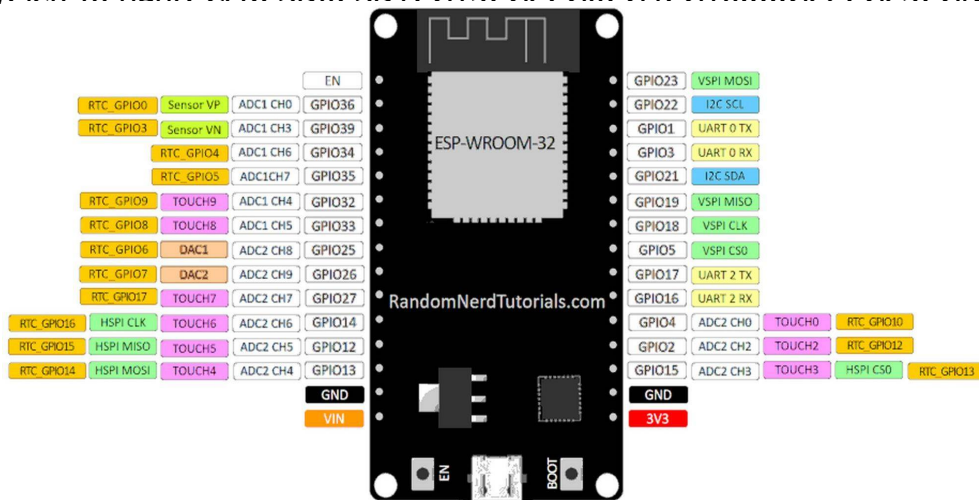 EN GPIO23 VSPI MOSI
RTC_GPIO0 Sensor VP ADC1 CH0 GPIO36 GPIO22 I2C SCL
RTC_GPIO3 Sensor VN ADC1 CH3 GPIO39 GPIO1 UART 0 TX
ESP-WROOM-32
RTC_GPIO4 ADC1 CH6 GPIO34 GPIO3 UART 0 RX
RTC_GPIO5 ADC1CH7 GPIO35 GPIO21 I2C SDA
RTC_GPIO9 TOUCH9 ADC1 CH4 GPIO32 GPIO19 VSPI MISO
RTC_GPIO8 TOUCH8 ADC1 CH5 GPIO33 GPIO18 VSPI CLK
RTC_GPIO6 DAC1 ADC2 CH8 GPIO25 GPIO5 VSPI CS0
RTC_GPIO7 DAC2 ADC2 CH9 GPIO26 GPIO17 UART 2 TX
RTC_GPIO17 TOUCH7 ADC2 CH7 GPIO27 RandomNerdTutorials.com GPIO16 UART 2 RX
RTC_GPIO16 HSPI CLK TOUCH6 ADC2 CH6 GPIO14 GPIO4 ADC2 CH0 TOUCH0 RTC_GPIO10
RTC_GPIO15 HSPI MISO TOUCH5 ADC2 CH5 GPIO12 GPIO2 ADC2 CH2 TOUCH2 RTC_GPIO12
RTC_GPIO14 HSPI MOSI TOUCH4 ADC2 CH4 GPIO13 GPIO15 ADC2 CH3 TOUCH3 HSPI CS0 RTC_GPIO13
GND GND
VIN 3V3
EN BOOT